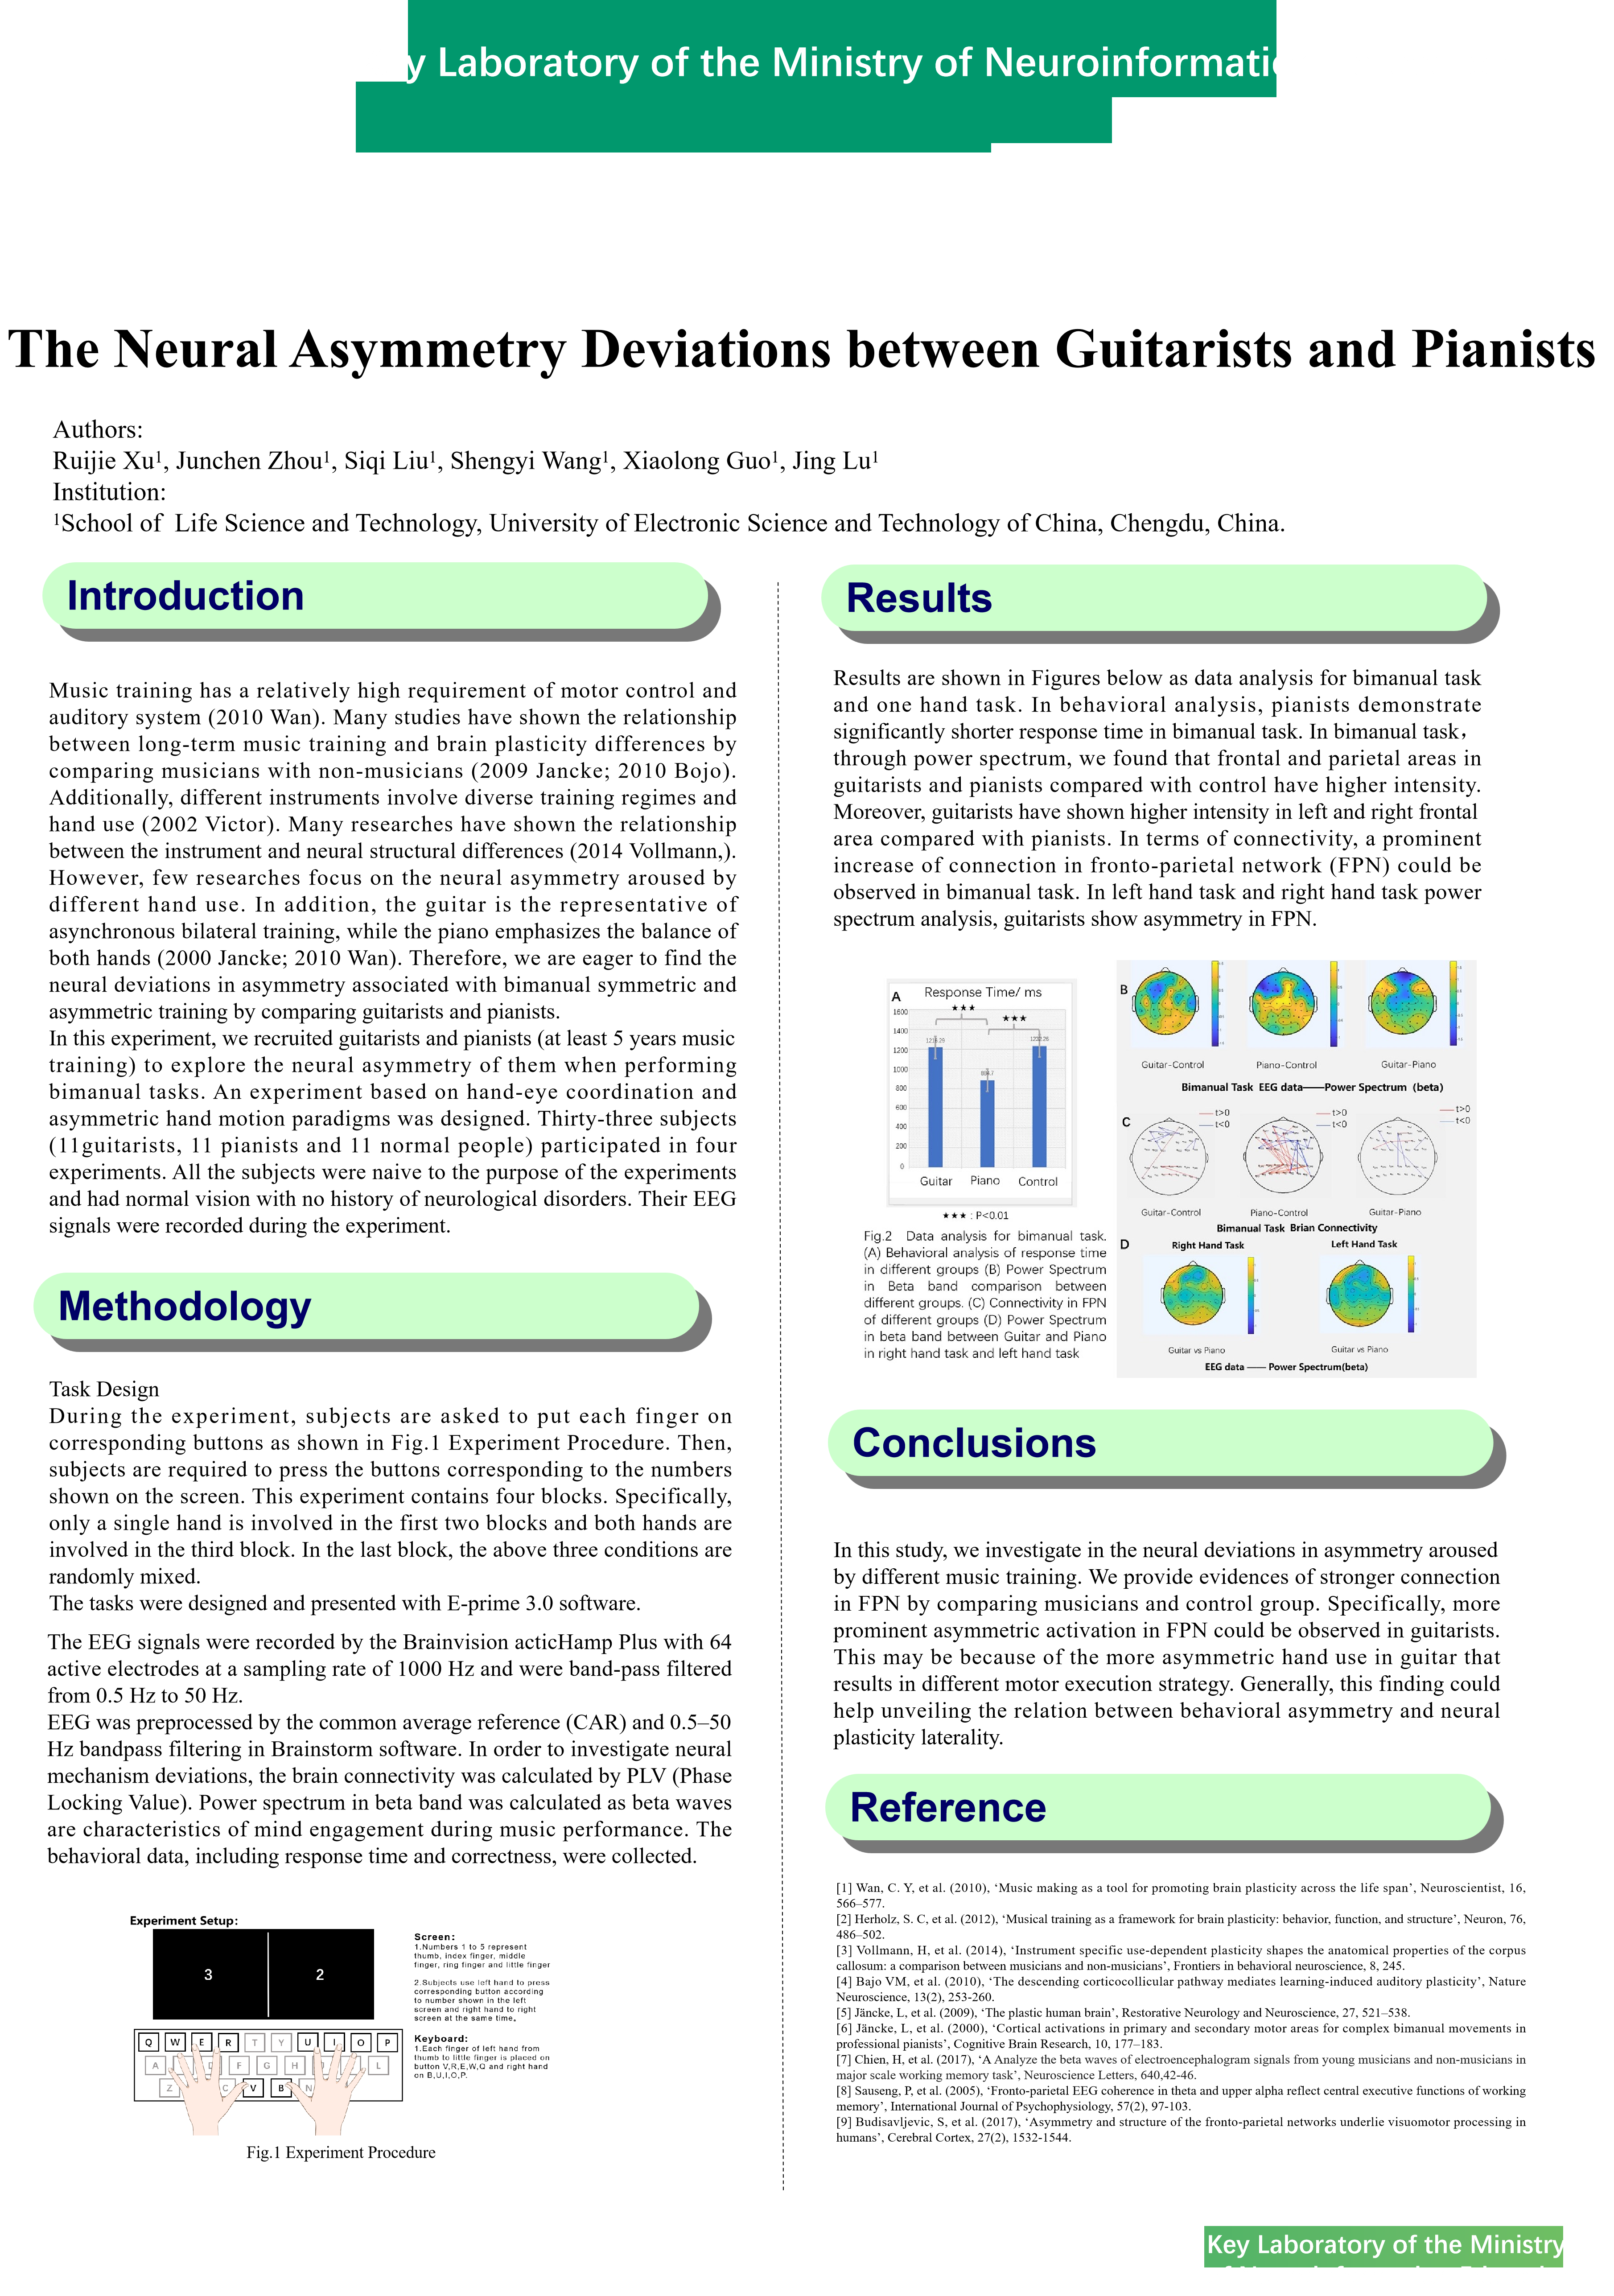 y Laboratory of the Ministry of Neuroinformati
The Neural Asymmetry Deviations between Guitarists and Pianists
Authors:
Ruijie Xu¹, Junchen Zhou¹, Siqi Liu¹, Shengyi Wang¹, Xiaolong Guo¹, Jing Lu¹
Institution:
¹School of Life Science and Technology, University of Electronic Science and Technology of China, Chengdu, China.
Introduction
Music training has a relatively high requirement of motor control and
auditory system (2010 Wan). Many studies have shown the relationship
between long-term music training and brain plasticity differences by
comparing musicians with non-musicians (2009 Jancke; 2010 Bojo).
Additionally, different instruments involve diverse training regimes and
hand use (2002 Victor). Many researches have shown the relationship
between the instrument and neural structural differences (2014 Vollmann,).
However, few researches focus on the neural asymmetry aroused by
different hand use. In addition, the guitar is the representative of
asynchronous bilateral training, while the piano emphasizes the balance of
both hands (2000 Jancke; 2010 Wan). Therefore, we are eager to find the
neural deviations in asymmetry associated with bimanual symmetric and
asymmetric training by comparing guitarists and pianists.
In this experiment, we recruited guitarists and pianists (at least 5 years music
training) to explore the neural asymmetry of them when performing
bimanual tasks. An experiment based on hand-eye coordination and
asymmetric hand motion paradigms was designed. Thirty-three subjects
(11guitarists, 11 pianists and 11 normal people) participated in four
experiments. All the subjects were naive to the purpose of the experiments
and had normal vision with no history of neurological disorders. Their EEG
signals were recorded during the experiment.
Methodology
Task Design
During the experiment, subjects are asked to put each finger on
corresponding buttons as shown in Fig.1 Experiment Procedure. Then,
subjects are required to press the buttons corresponding to the numbers
shown on the screen. This experiment contains four blocks. Specifically,
only a single hand is involved in the first two blocks and both hands are
involved in the third block. In the last block, the above three conditions are
randomly mixed.
The tasks were designed and presented with E-prime 3.0 software.
The EEG signals were recorded by the Brainvision acticHamp Plus with 64
active electrodes at a sampling rate of 1000 Hz and were band-pass filtered
from 0.5 Hz to 50 Hz.
EEG was preprocessed by the common average reference (CAR) and 0.5–50
Hz bandpass filtering in Brainstorm software. In order to investigate neural
mechanism deviations, the brain connectivity was calculated by PLV (Phase
Locking Value). Power spectrum in beta band was calculated as beta waves
are characteristics of mind engagement during music performance. The
behavioral data, including response time and correctness, were collected.
Experiment Setup:
3 2
Q W E R T Y U I O P
A D F G H L
Z C V B N
Screen:
1.Numbers 1 to 5 represent
thumb, index finger, middle
finger, ring finger and little finger
2.Subjects use left hand to press
corresponding button according
to number shown in the left
screen and right hand to right
screen at the same time。
Keyboard:
1.Each finger of left hand from
thumb to little finger is placed on
button V,R,E,W,Q and right hand
on B,U,I,O,P.
Fig.1 Experiment Procedure
Results
Results are shown in Figures below as data analysis for bimanual task
and one hand task. In behavioral analysis, pianists demonstrate
significantly shorter response time in bimanual task. In bimanual task，
through power spectrum, we found that frontal and parietal areas in
guitarists and pianists compared with control have higher intensity.
Moreover, guitarists have shown higher intensity in left and right frontal
area compared with pianists. In terms of connectivity, a prominent
increase of connection in fronto-parietal network (FPN) could be
observed in bimanual task. In left hand task and right hand task power
spectrum analysis, guitarists show asymmetry in FPN.
A Response Time/ ms
★★★
★★★
1600
1400
1200
1000
800
600
400
200
0
Guitar Piano Control
★★★ : P<0.01
Fig.2 Data analysis for bimanual task.
(A) Behavioral analysis of response time
in different groups (B) Power Spectrum
in Beta band comparison between
different groups. (C) Connectivity in FPN
of different groups (D) Power Spectrum
in beta band between Guitar and Piano
in right hand task and left hand task
B
Guitar-Control Piano-Control Guitar-Piano
Bimanual Task EEG data——Power Spectrum (beta)
C
t>0 t>0 t>0
t<0 t<0 t<0
Guitar-Control Piano-Control Guitar-Piano
Bimanual Task Brian Connectivity
D Right Hand Task Left Hand Task
Guitar vs Piano Guitar vs Piano
EEG data —— Power Spectrum(beta)
Conclusions
In this study, we investigate in the neural deviations in asymmetry aroused
by different music training. We provide evidences of stronger connection
in FPN by comparing musicians and control group. Specifically, more
prominent asymmetric activation in FPN could be observed in guitarists.
This may be because of the more asymmetric hand use in guitar that
results in different motor execution strategy. Generally, this finding could
help unveiling the relation between behavioral asymmetry and neural
plasticity laterality.
Reference
[1] Wan, C. Y, et al. (2010), ‘Music making as a tool for promoting brain plasticity across the life span’, Neuroscientist, 16,
566–577.
[2] Herholz, S. C, et al. (2012), ‘Musical training as a framework for brain plasticity: behavior, function, and structure’, Neuron, 76,
486–502.
[3] Vollmann, H, et al. (2014), ‘Instrument specific use-dependent plasticity shapes the anatomical properties of the corpus
callosum: a comparison between musicians and non-musicians’, Frontiers in behavioral neuroscience, 8, 245.
[4] Bajo VM, et al. (2010), ‘The descending corticocollicular pathway mediates learning-induced auditory plasticity’, Nature
Neuroscience, 13(2), 253-260.
[5] Jäncke, L, et al. (2009), ‘The plastic human brain’, Restorative Neurology and Neuroscience, 27, 521–538.
[6] Jäncke, L, et al. (2000), ‘Cortical activations in primary and secondary motor areas for complex bimanual movements in
professional pianists’, Cognitive Brain Research, 10, 177–183.
[7] Chien, H, et al. (2017), ‘A Analyze the beta waves of electroencephalogram signals from young musicians and non-musicians in
major scale working memory task’, Neuroscience Letters, 640,42-46.
[8] Sauseng, P, et al. (2005), ‘Fronto-parietal EEG coherence in theta and upper alpha reflect central executive functions of working
memory’, International Journal of Psychophysiology, 57(2), 97-103.
[9] Budisavljevic, S, et al. (2017), ‘Asymmetry and structure of the fronto-parietal networks underlie visuomotor processing in
humans’, Cerebral Cortex, 27(2), 1532-1544.
Key Laboratory of the Ministry